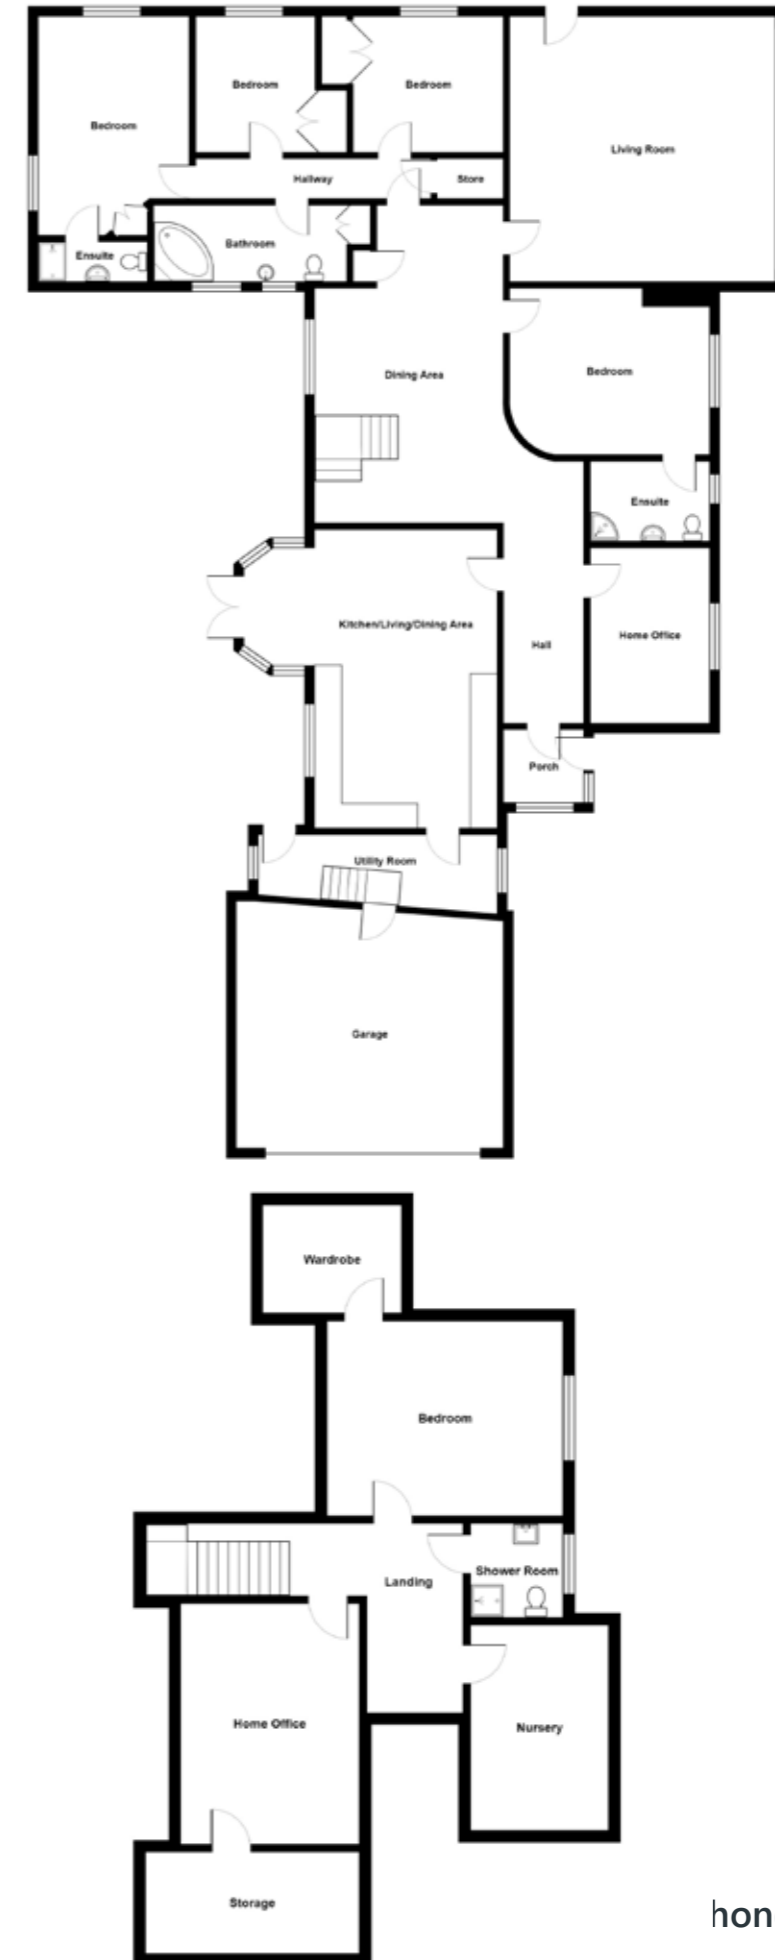 Bedroom
Bedroom
Bedroom
Living Room
Hallway
Store
Bathroom
Ensuite
Dining Area
Bedroom
Ensuite
Kitchen/Living/Dining Area
Home Office
Hall
Porch
Utility Room
Garage
Wardrobe
Bedroom
Shower Room
Landing
Home Office
Nursery
Storage
hon